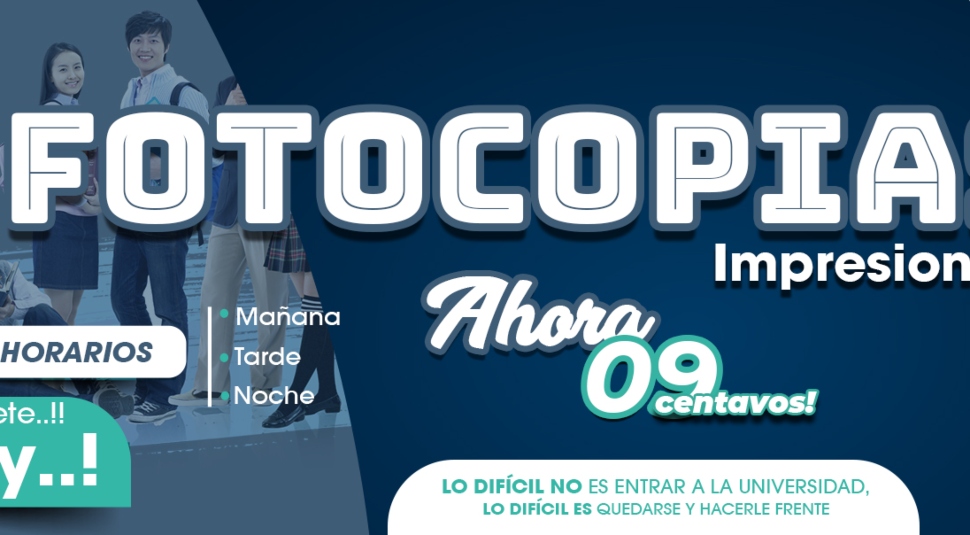 FOTOCOPIAS
Impresion
Ahora
09
centavos!
HORARIOS
• Mañana
• Tarde
• Noche
ete..!!
y..!
LO DIFÍCIL NO ES ENTRAR A LA UNIVERSIDAD,
LO DIFÍCIL ES QUEDARSE Y HACERLE FRENTE